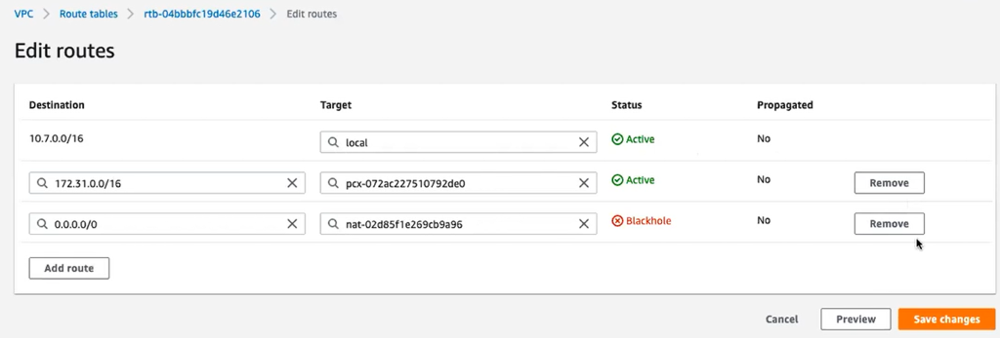 VPC > Route tables > rtb-04bbbfc19d46e2106 > Edit routes
Edit routes
Destination Target Status Propagated
10.7.0.0/16 local Active No
172.31.0.0/16 pcx-072ac227510792de0 Active No Remove
0.0.0.0/0 nat-02d85f1e269cb9a96 Blackhole No Remove
Add route
Cancel Preview Save changes